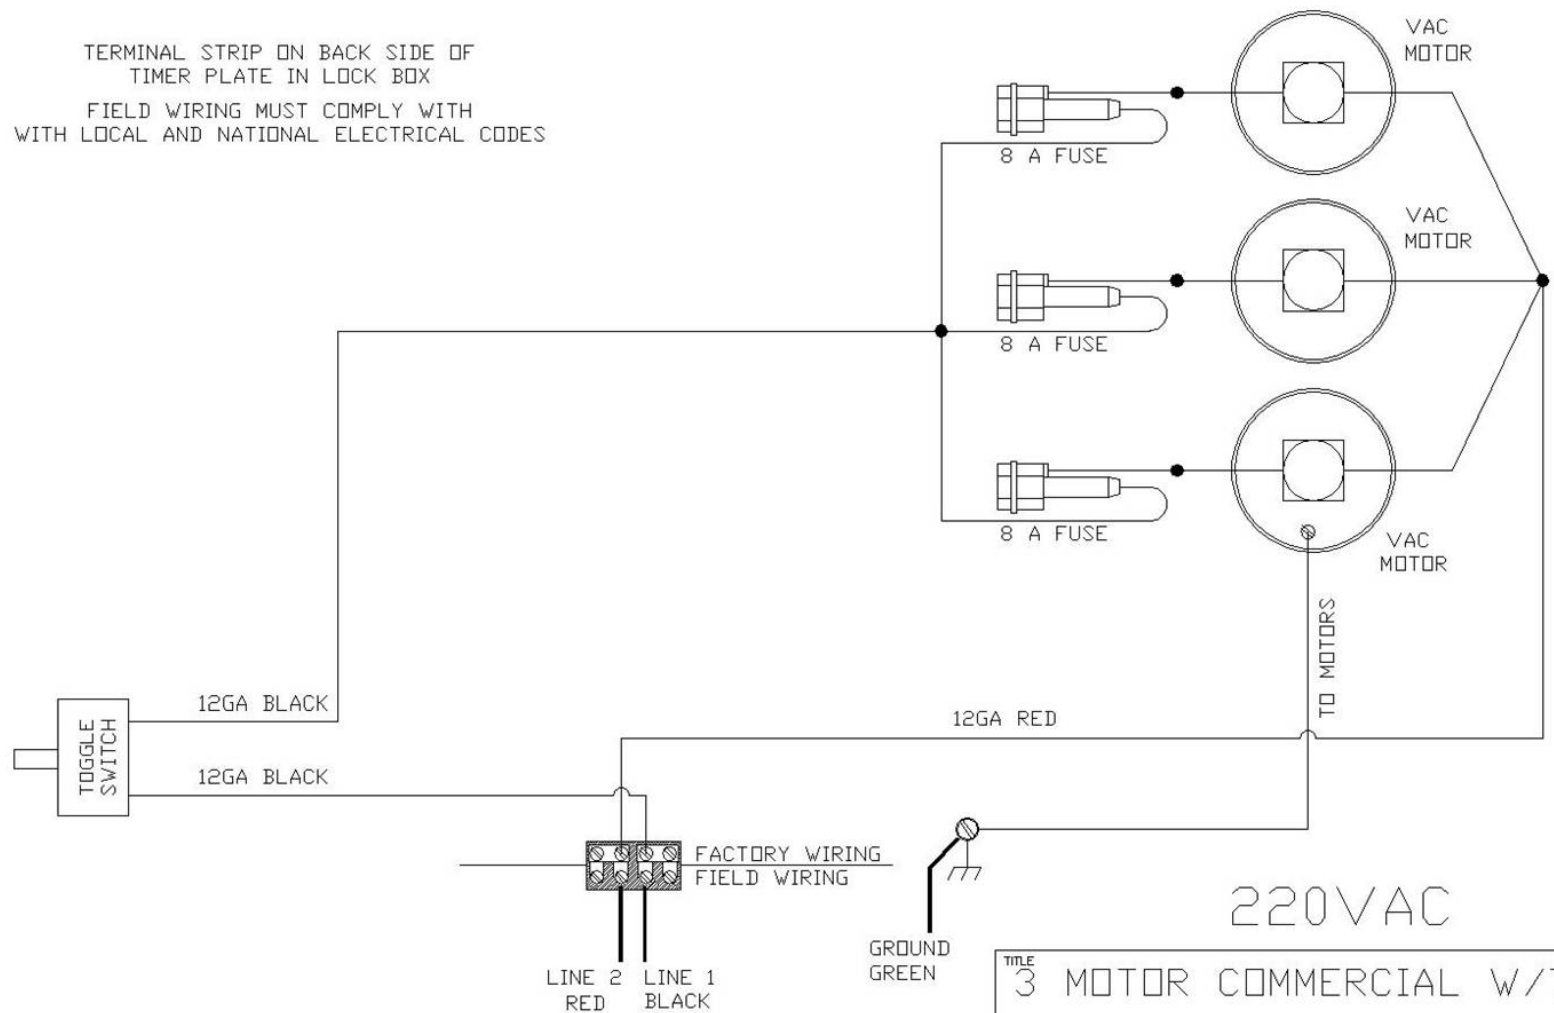 TERMINAL STRIP ON BACK SIDE OF
TIMER PLATE IN LOCK BOX
FIELD WIRING MUST COMPLY WITH
WITH LOCAL AND NATIONAL ELECTRICAL CODES
VAC
MOTOR
8 A FUSE
VAC
MOTOR
8 A FUSE
VAC
MOTOR
8 A FUSE
TO MOTORS
12GA BLACK
12GA RED
TOGGLE
SWITCH
12GA BLACK
FACTORY WIRING
FIELD WIRING
LINE 2
RED
LINE 1
BLACK
GROUND
GREEN
220VAC
TITLE
3 MOTOR COMMERCIAL W/